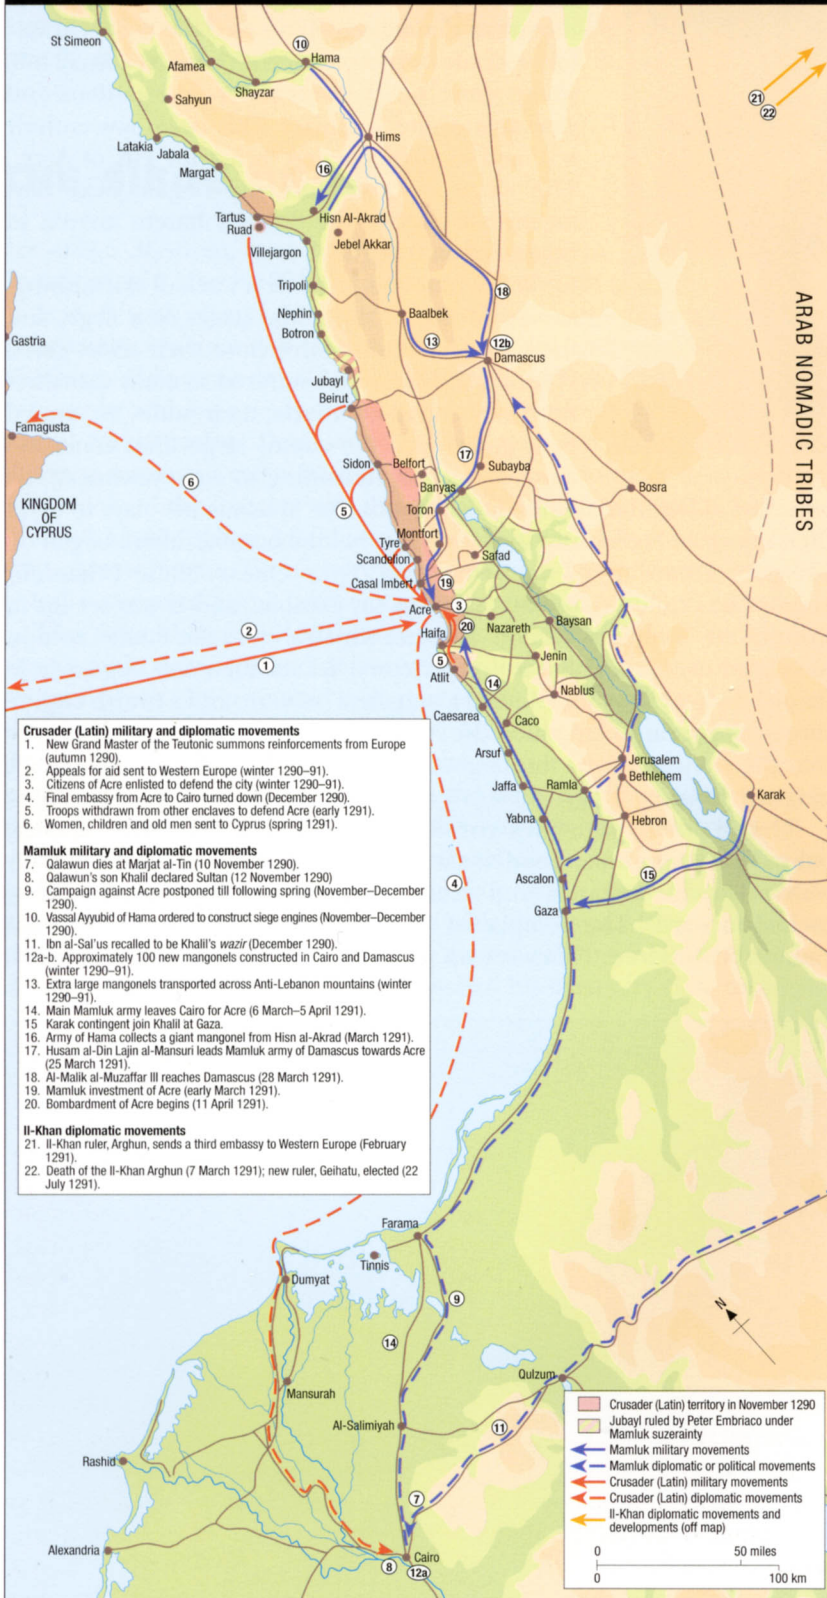 St Simeon
10
Hama
Afamea
Shayzar
Sahyun
21
22
Latakia
Jabala
Margat
Hims
16
Tartus
Ruad
Hisn Al-Akrad
Jebel Akkar
Villejargon
Tripoli
18
Nephin
Botron
Baalbek
13
12b
Damascus
Gastria
ARAB NOMADIC TRIBES
Jubayl
Beirut
Famagusta
KINGDOM
OF
CYPRUS
6
Sidon
Belfort
17
Subayba
Banyas
Bosra
5
Toron
Montfort
Tyre
Scandelion
Safad
Casal Imbert
19
Acre
3
2
20
Haifa
Nazareth
Baysan
1
5
Jenin
Atlit
14
Nablus
Caesarea
Caco
Arsuf
Jerusalem
Bethlehem
Jaffa
Ramla
Karak
Yabna
Hebron
Ascalon
15
Gaza
4
Crusader (Latin) military and diplomatic movements
1. New Grand Master of the Teutonic summons reinforcements from Europe
(autumn 1290).
2. Appeals for aid sent to Western Europe (winter 1290–91).
3. Citizens of Acre enlisted to defend the city (winter 1290–91).
4. Final embassy from Acre to Cairo turned down (December 1290).
5. Troops withdrawn from other enclaves to defend Acre (early 1291).
6. Women, children and old men sent to Cyprus (spring 1291).
Mamluk military and diplomatic movements
7. Qalawun dies at Marjat al-Tin (10 November 1290).
8. Qalawun's son Khalil declared Sultan (12 November 1290)
9. Campaign against Acre postponed till following spring (November–December
1290).
10. Vassal Ayyubid of Hama ordered to construct siege engines (November–December
1290).
11. Ibn al-Sal'us recalled to be Khalil's wazir (December 1290).
12a-b. Approximately 100 new mangonels constructed in Cairo and Damascus
(winter 1290–91).
13. Extra large mangonels transported across Anti-Lebanon mountains (winter
1290–91).
14. Main Mamluk army leaves Cairo for Acre (6 March–5 April 1291).
15 Karak contingent join Khalil at Gaza.
16. Army of Hama collects a giant mangonel from Hisn al-Akrad (March 1291).
17. Husam al-Din Lajin al-Mansuri leads Mamluk army of Damascus towards Acre
(25 March 1291).
18. Al-Malik al-Muzaffar III reaches Damascus (28 March 1291).
19. Mamluk investment of Acre (early March 1291).
20. Bombardment of Acre begins (11 April 1291).
Il-Khan diplomatic movements
21. Il-Khan ruler, Arghun, sends a third embassy to Western Europe (February
1291).
22. Death of the Il-Khan Arghun (7 March 1291); new ruler, Geihatu, elected (22
July 1291).
Farama
Tinnis
Dumyat
9
N
14
Qulzum
Mansurah
Al-Salimiyah
11
Rashid
7
Alexandria
8
Cairo
12a
Crusader (Latin) territory in November 1290
Jubayl ruled by Peter Embriaco under
Mamluk suzerainty
Mamluk military movements
Mamluk diplomatic or political movements
Crusader (Latin) military movements
Crusader (Latin) diplomatic movements
Il-Khan diplomatic movements and
developments (off map)
0 50 miles
0 100 km